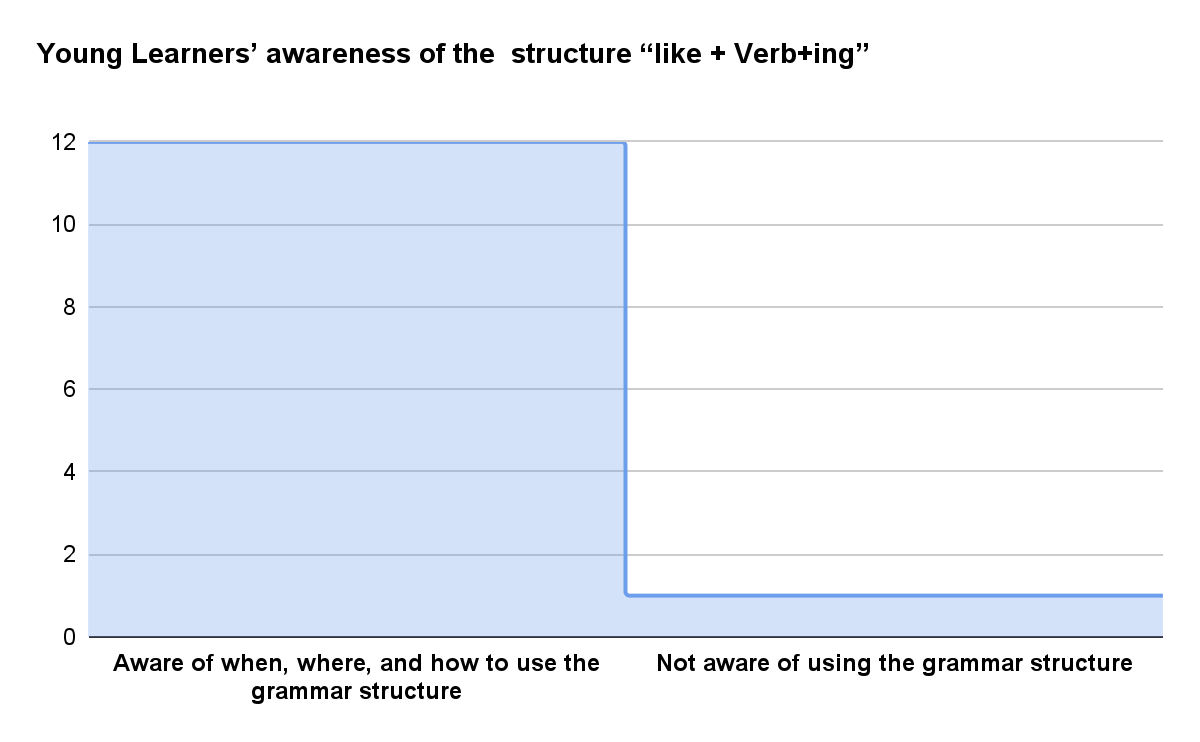 Young Learners’ awareness of the  structure “like + Verb+ing”
12
10
8
6
4
2
0
Aware of when, where, and how to use the
grammar structure
Not aware of using the grammar structure